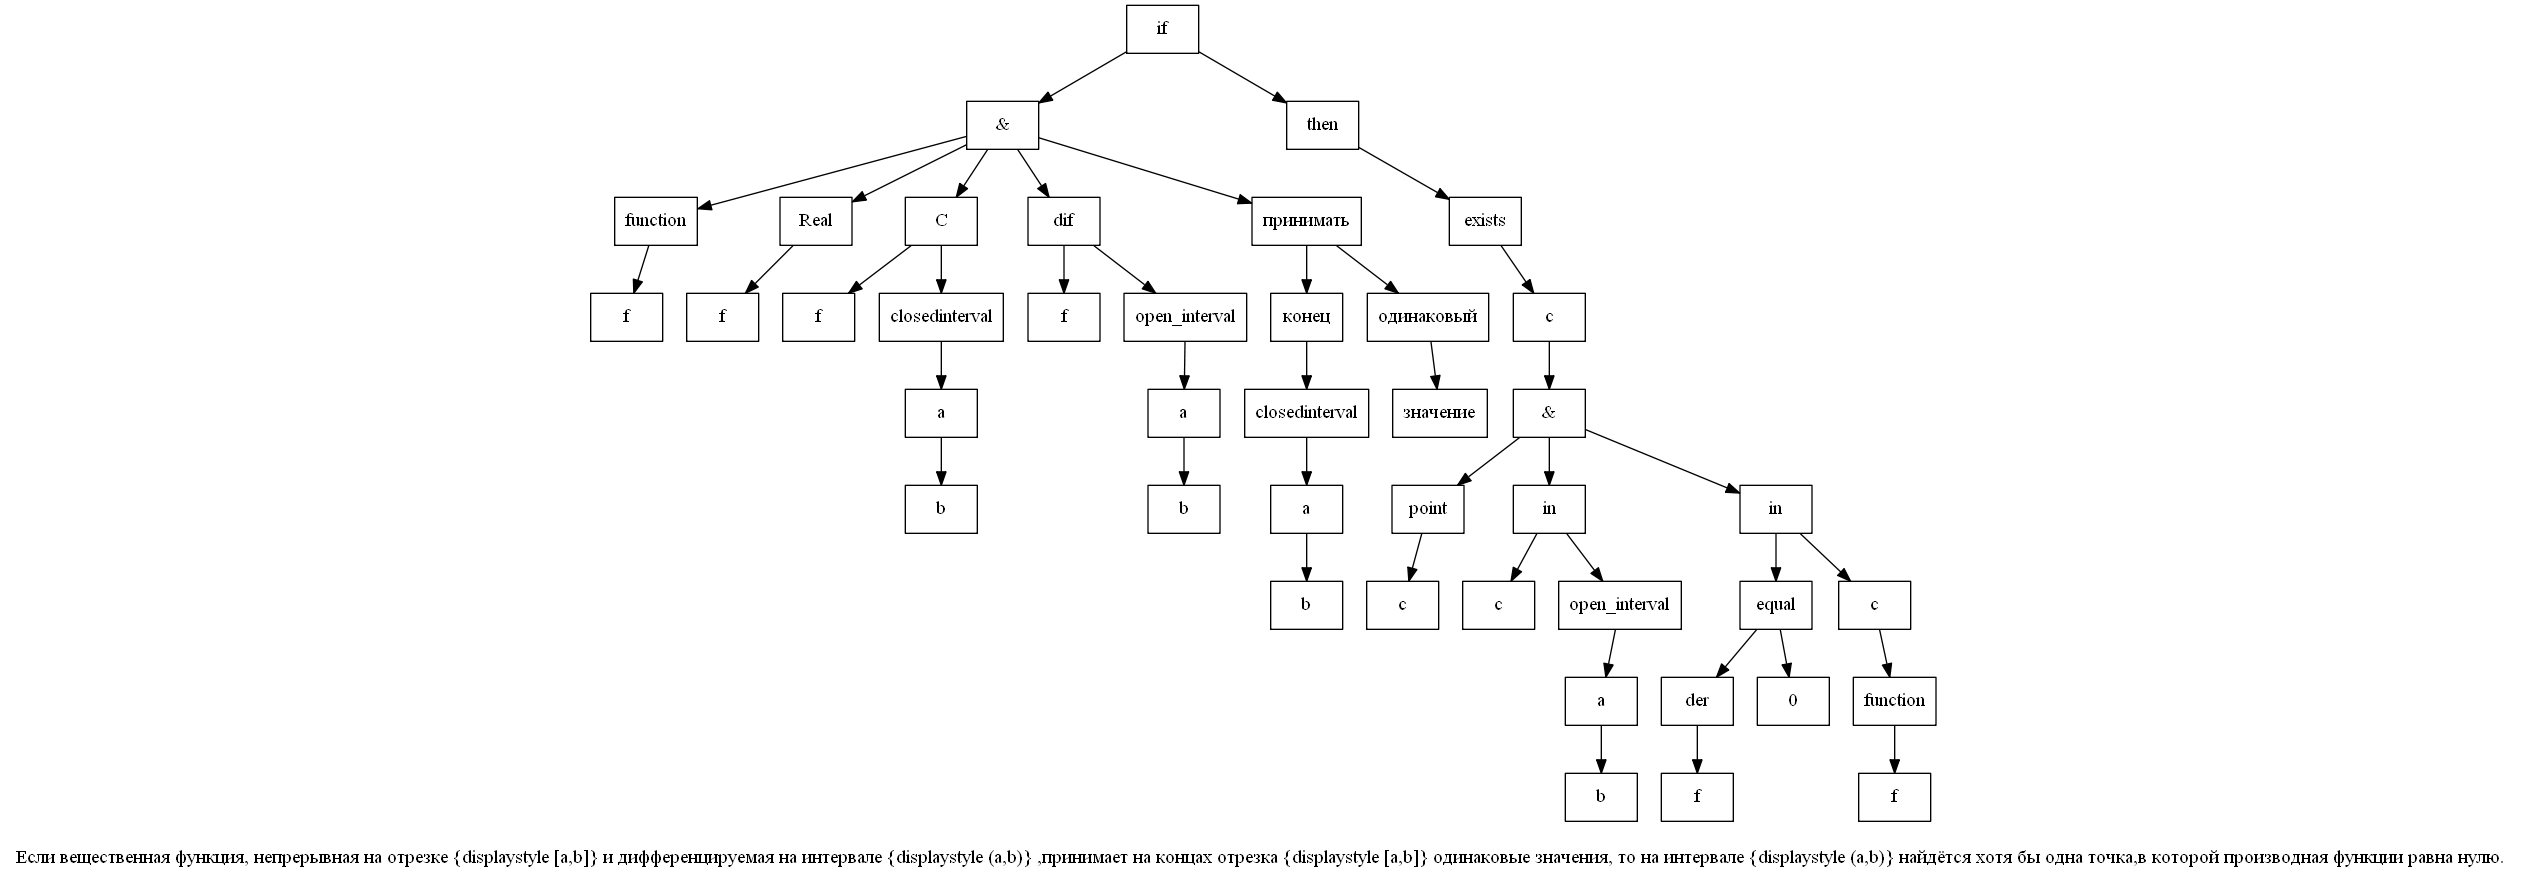 if
& then
function Real C dif принимать exists
f f f closedinterval f open_interval конец одинаковый c
a a closedinterval значение &
b b a point in in
b c c open_interval equal c
a der 0 function
b f f
Если вещественная функция, непрерывная на отрезке {displaystyle [a,b]} и дифференцируемая на интервале {displaystyle (a,b)} ,принимает на концах отрезка {displaystyle [a,b]} одинаковые значения, то на интервале {displaystyle (a,b)} найдётся хотя бы одна точка,в которой производная функции равна нулю.